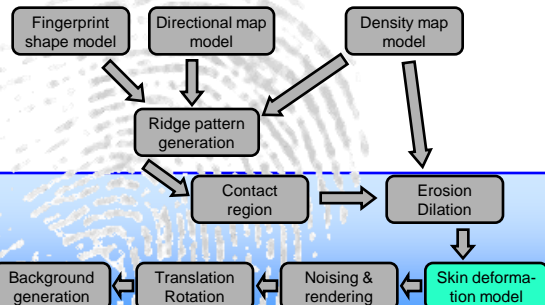 Fingerprint
shape model
Directional map
model
Density map
model
Ridge pattern
generation
Contact
region
Erosion
Dilation
Background
generation
Translation
Rotation
Noising &
rendering
Skin deforma-
tion model